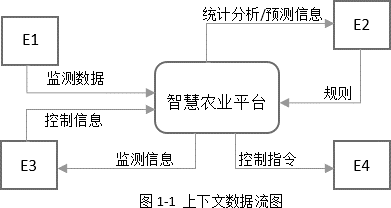 统计分析/预测信息
E1
E2
监测数据
智慧农业平台
规则
控制信息
E3
监测信息
控制指令
E4
图 1-1 上下文数据流图